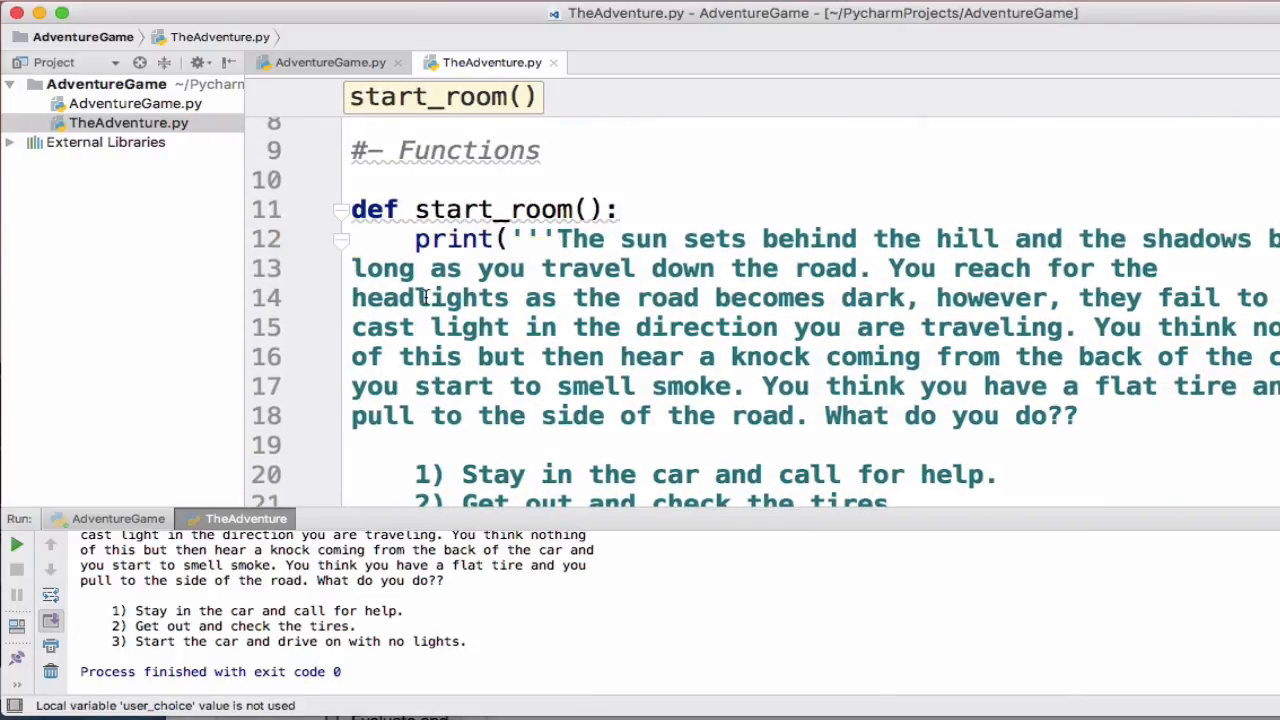 TheAdventure.py - AdventureGame - [~/PycharmProjects/AdventureGame]
AdventureGame TheAdventure.py
Project AdventureGame.py TheAdventure.py
AdventureGame ~/Pycharm
AdventureGame.py
TheAdventure.py
External Libraries
start_room()
8
9 #- Functions
10
11 def start_room():
12 print('''The sun sets behind the hill and the shadows b
13 long as you travel down the road. You reach for the
14 headlights as the road becomes dark, however, they fail to
15 cast light in the direction you are traveling. You think no
16 of this but then hear a knock coming from the back of the c
17 you start to smell smoke. You think you have a flat tire an
18 pull to the side of the road. What do you do??
19
20 1) Stay in the car and call for help.
21 2) Get out and check the tires
Run: AdventureGame TheAdventure
cast light in the direction you are traveling. You think nothing
of this but then hear a knock coming from the back of the car and
you start to smell smoke. You think you have a flat tire and you
pull to the side of the road. What do you do??
1) Stay in the car and call for help.
2) Get out and check the tires.
3) Start the car and drive on with no lights.
Process finished with exit code 0
Local variable 'user_choice' value is not used